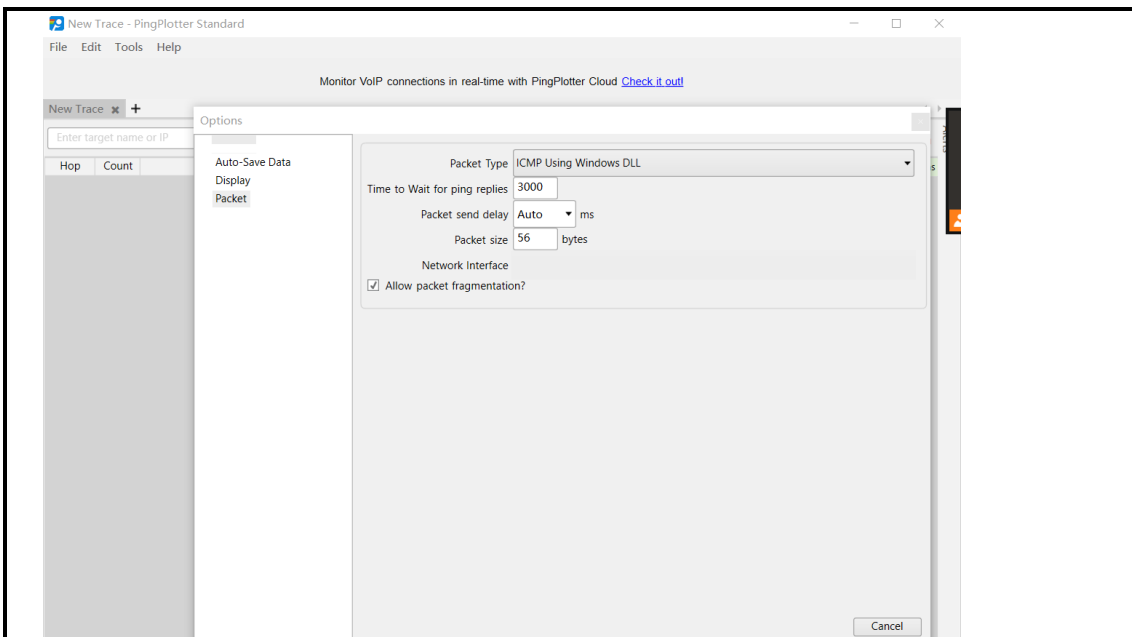 New Trace - PingPlotter Standard
File Edit Tools Help
Monitor VoIP connections in real-time with PingPlotter Cloud Check it out!
New Trace
Options
Enter target name or IP
Hop Count
Auto-Save Data
Display
Packet
Packet Type ICMP Using Windows DLL
Time to Wait for ping replies 3000
Packet send delay Auto ms
Packet size 56 bytes
Network Interface
Allow packet fragmentation?
Cancel